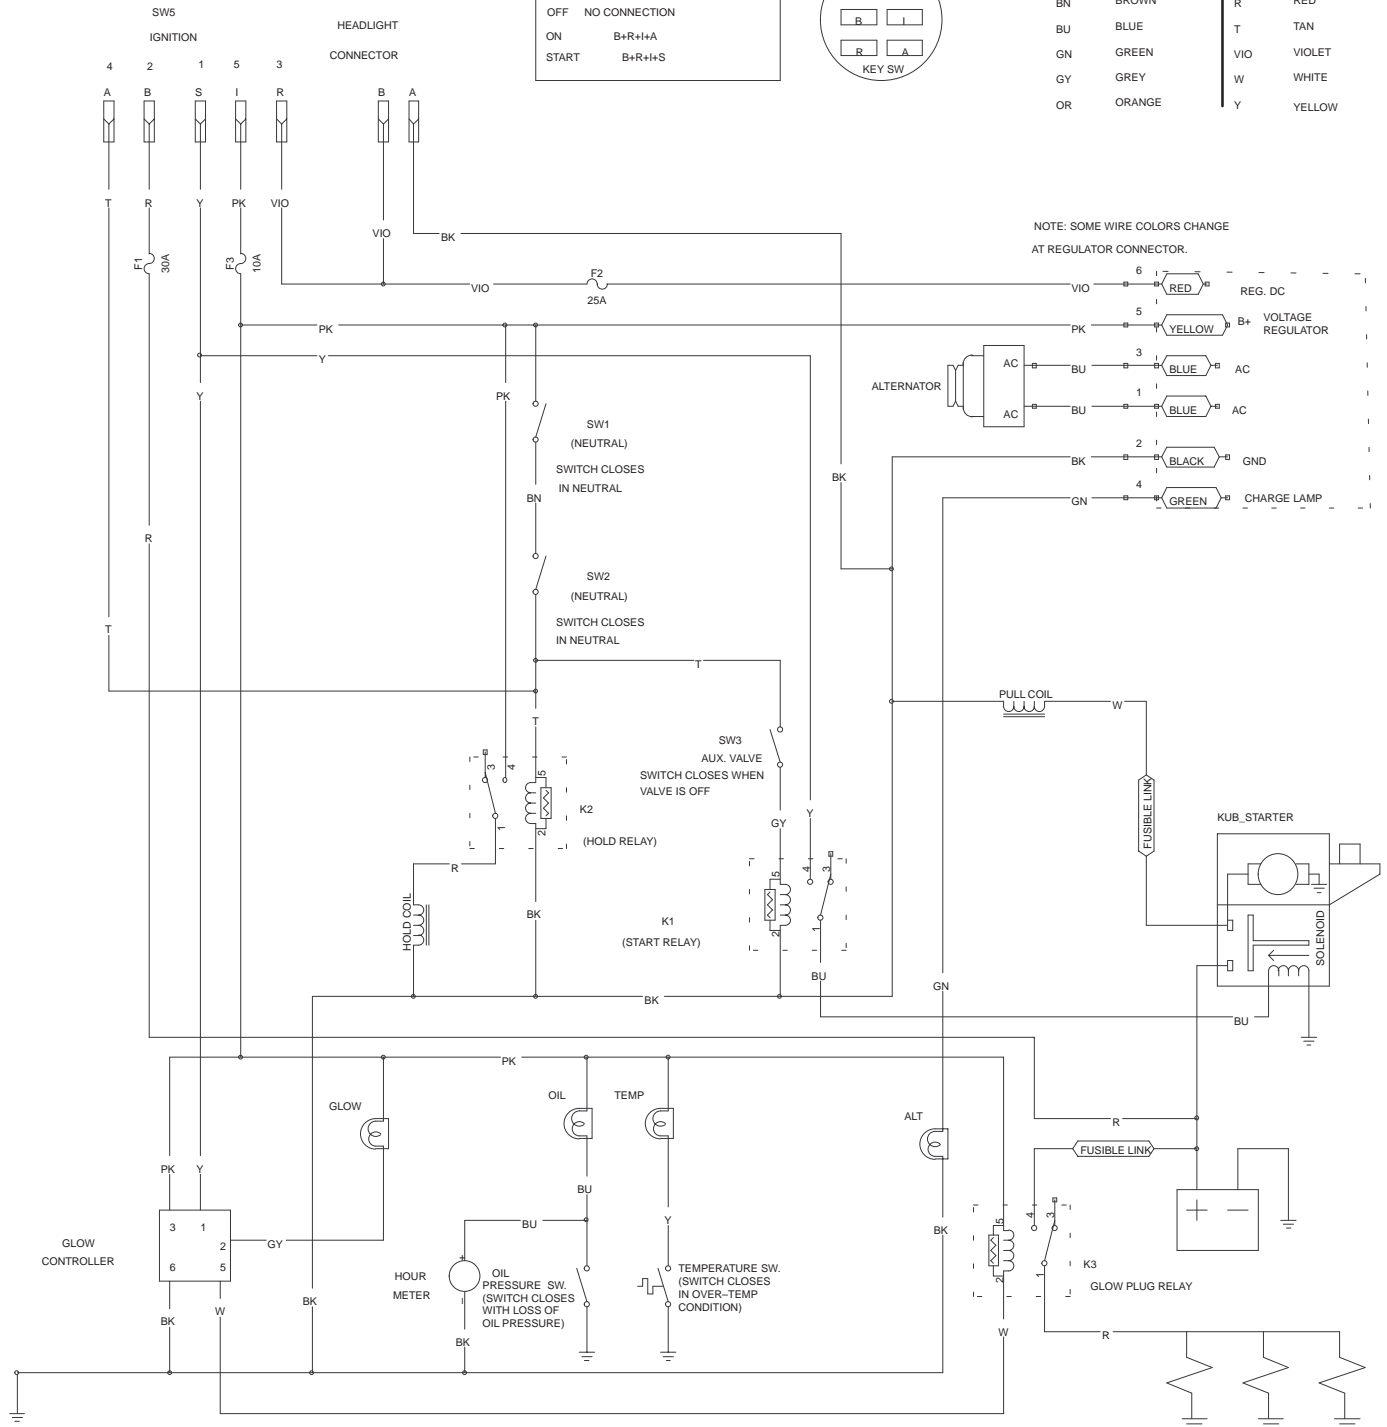 SW5
IGNITION
HEADLIGHT
CONNECTOR
OFF NO CONNECTION
ON B+R+I+A
START B+R+I+S
B I
R A
KEY SW
BN BROWN R RED
BU BLUE T TAN
GN GREEN VIO VIOLET
GY GREY W WHITE
OR ORANGE Y YELLOW
4 2 1 5 3
A B S I R B A
T R Y PK VIO
VIO
BK
F1
30A
F3
10A
NOTE: SOME WIRE COLORS CHANGE
AT REGULATOR CONNECTOR.
VIO
F2
25A
VIO
6
RED
REG. DC
PK
PK
5
YELLOW
B+
VOLTAGE
REGULATOR
Y
ALTERNATOR
AC
BU
3
BLUE
AC
AC
BU
1
BLUE
AC
Y
PK
SW1
(NEUTRAL)
SWITCH CLOSES
IN NEUTRAL
BK
BK
2
BLACK
GND
GN
4
GREEN
CHARGE LAMP
BN
R
SW2
(NEUTRAL)
SWITCH CLOSES
IN NEUTRAL
T
T
T
PULL COIL
W
SW3
AUX. VALVE
SWITCH CLOSES WHEN
VALVE IS OFF
3
4
5
1
2
K2
(HOLD RELAY)
GY
Y
FUSIBLE LINK
KUB_STARTER
SOLENOID
R
HOLD COIL
BK
K1
(START RELAY)
5
4
3
2
1
BU
GN
BK
BU
PK
GLOW
OIL
TEMP
ALT
R
FUSIBLE LINK
PK
Y
BU
BU
Y
BK
GLOW
CONTROLLER
3 1
2
6 5
GY
HOUR
METER
+
−
OIL
PRESSURE SW.
(SWITCH CLOSES
WITH LOSS OF
OIL PRESSURE)
TEMPERATURE SW.
(SWITCH CLOSES
IN OVER−TEMP
CONDITION)
5
4
3
2
1
K3
GLOW PLUG RELAY
+ −
BK
W
BK
BK
W
R